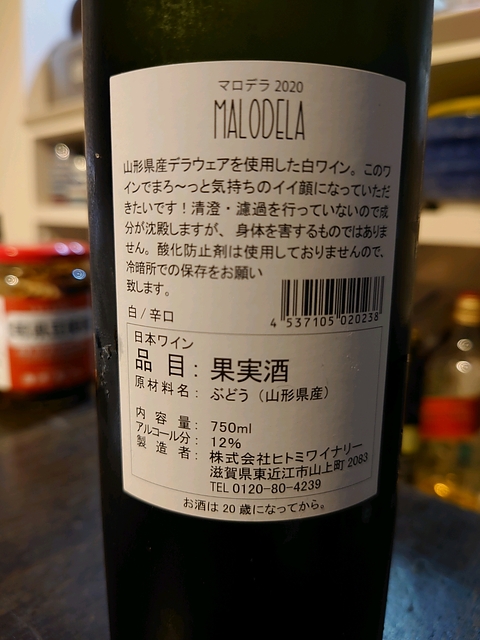 マロデラ 2020
MALODELA
山形県産デラウェアを使用した白ワイン。このワ
インでまろ〜っと気持ちのイイ顔になっていただ
きたいです！清澄・濾過を行っていないので成
分が沈殿しますが、身体を害するものではありま
せん。酸化防止剤は使用しておりませんので、
冷暗所での保存をお願い
致します。
白/辛口
4 537105 020238
日本ワイン
品目：果実酒
原材料名：ぶどう（山形県産）
内容量：750ml
アルコール分：12%
製造者：株式会社ヒトミワイナリー
滋賀県東近江市山上町 2083
TEL 0120-80-4239
お酒は 20 歳になってから。